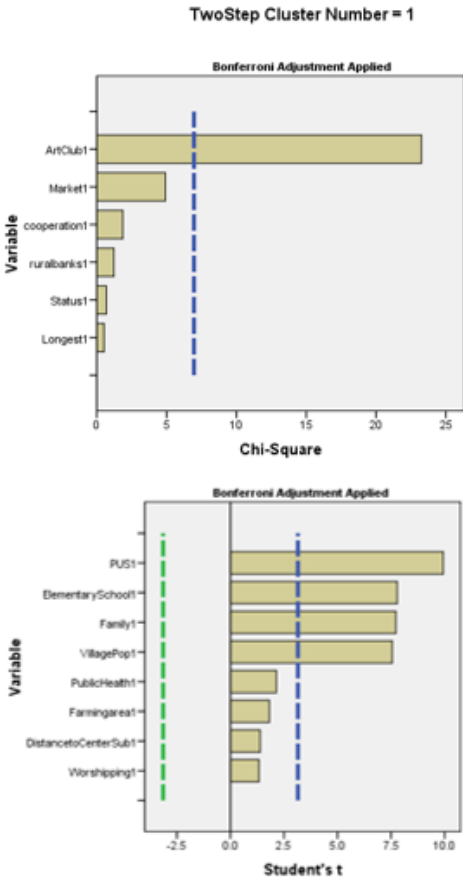 TwoStep Cluster Number = 1
Bonferroni Adjustment Applied
Variable
ArtClub1
Market1
cooperation1
ruralbanks1
Status1
Longest1
0 5 10 15 20 25
Chi-Square
Bonferroni Adjustment Applied
Variable
PUS1
ElementarySchool1
Family1
VillagePop1
PublicHealth1
Farmingarea1
DistancetoCenterSub1
Worshipping1
-2.5 0.0 2.5 5.0 7.5 10.0
Student's t